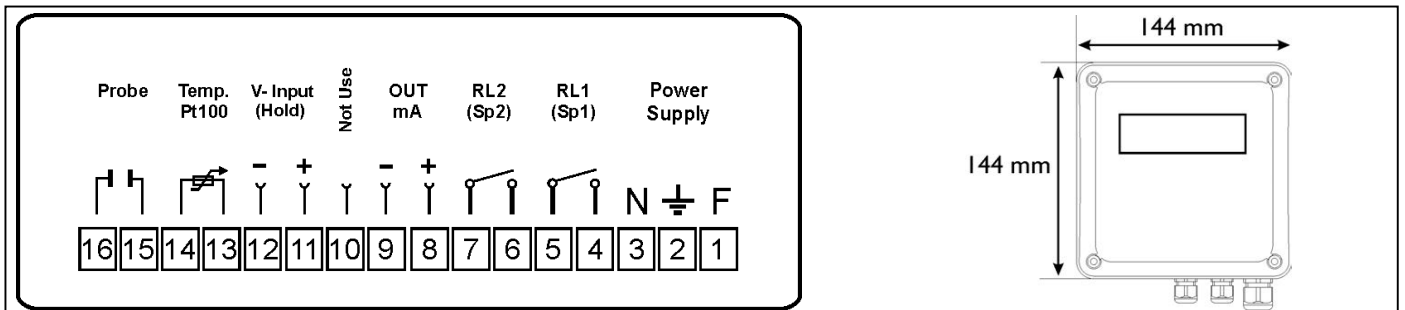 144 mm
Probe Temp. V- Input Not Use OUT RL2 RL1 Power
Pt100 (Hold) mA (Sp2) (Sp1) Supply
144 mm
- + - +
N F
16 15 14 13 12 11 10 9 8 7 6 5 4 3 2 1